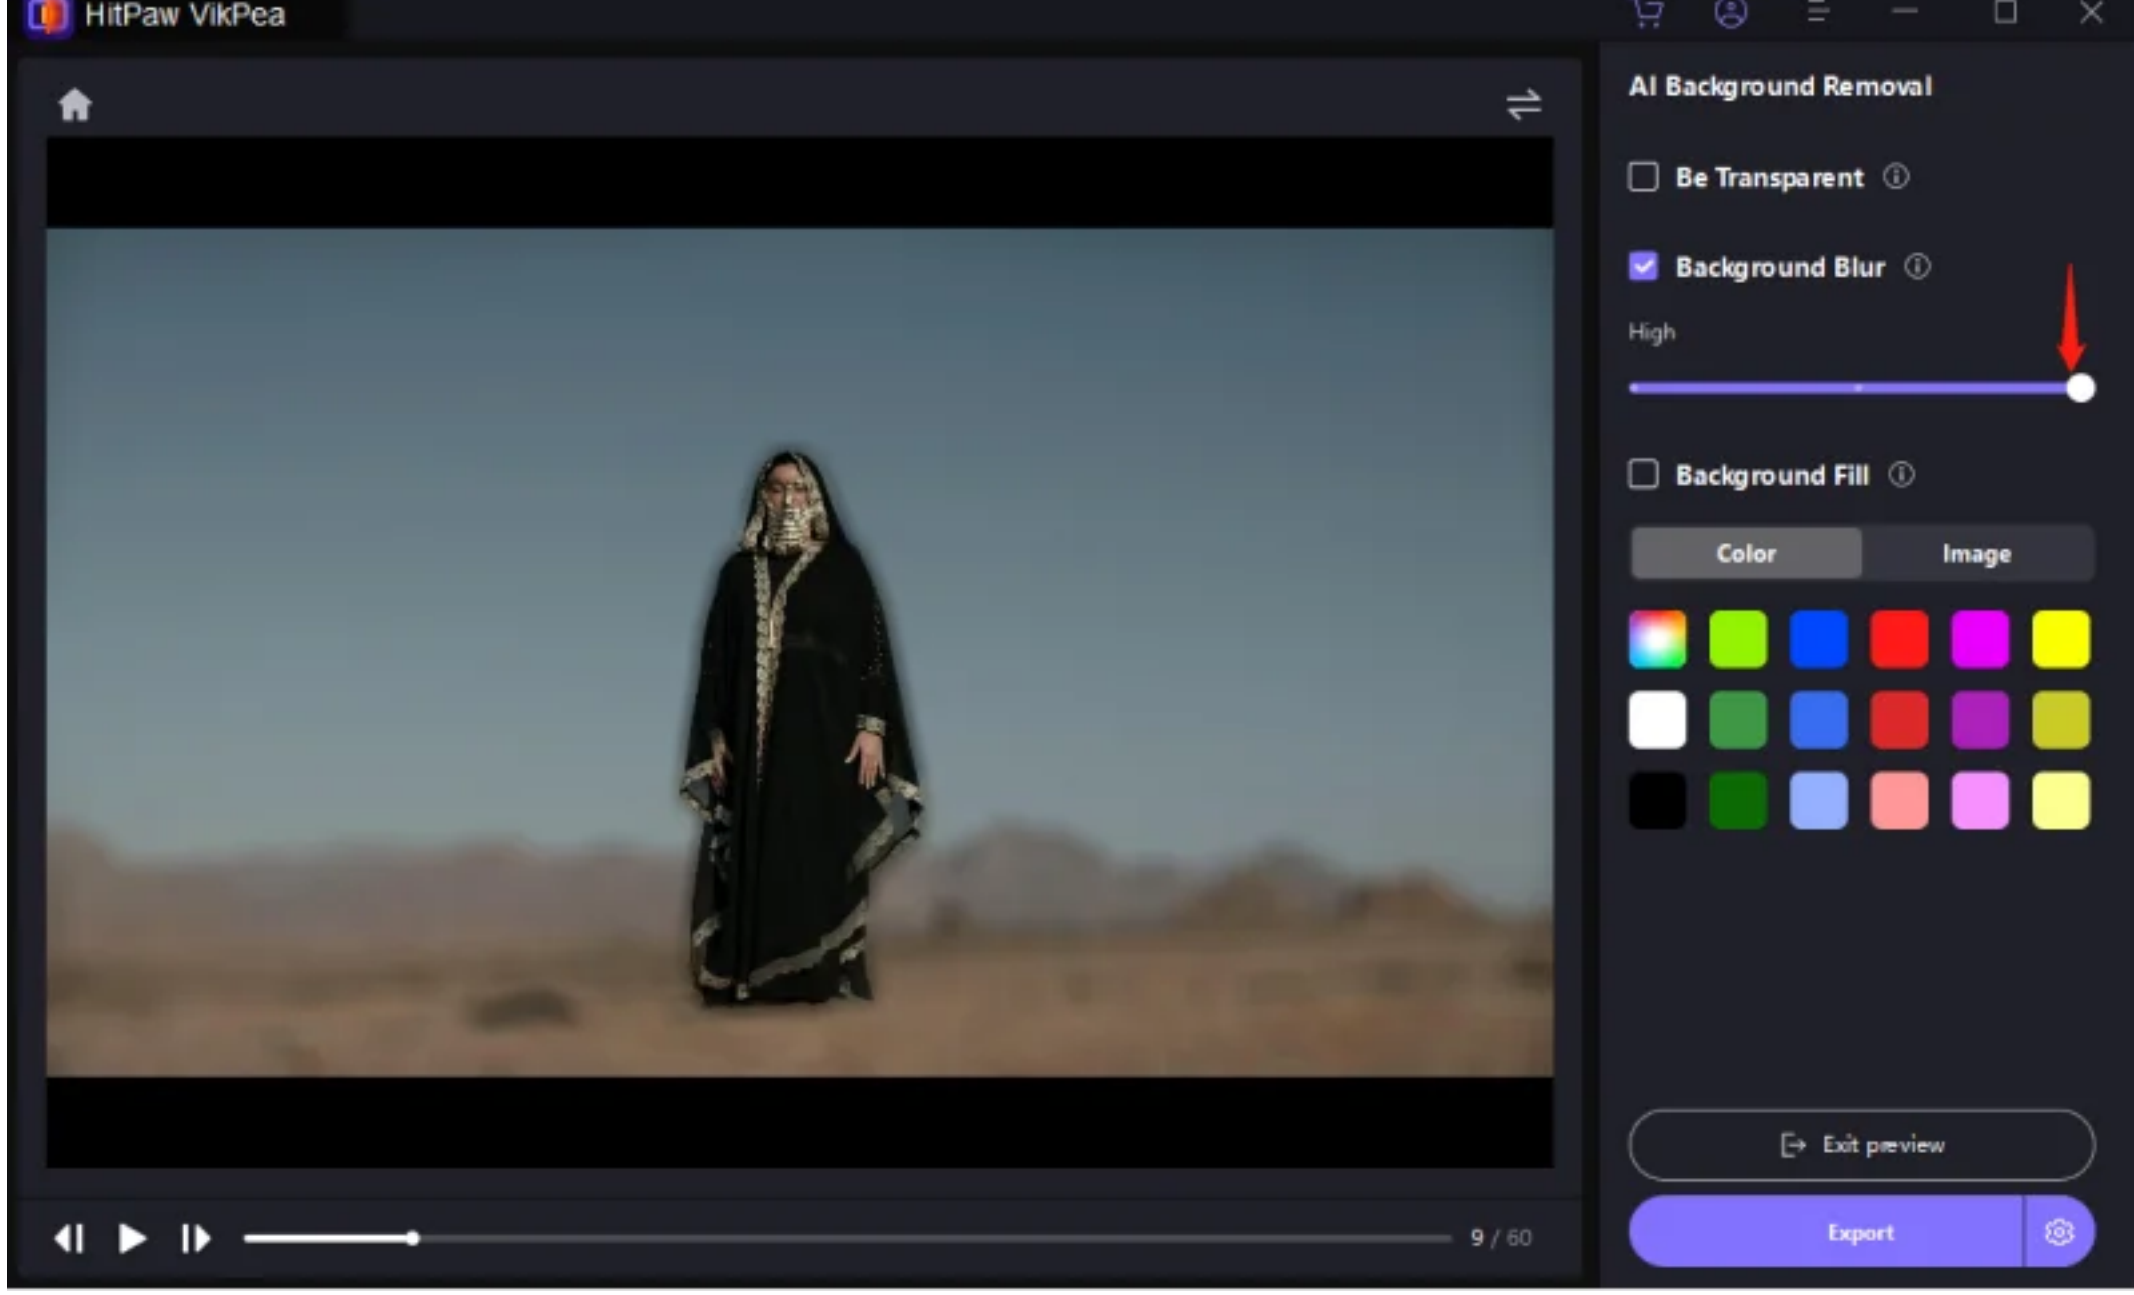 HitPaw VikPea
AI Background Removal
Be Transparent
Background Blur
High
Background Fill
Color Image
Exit preview
9 / 60
Export